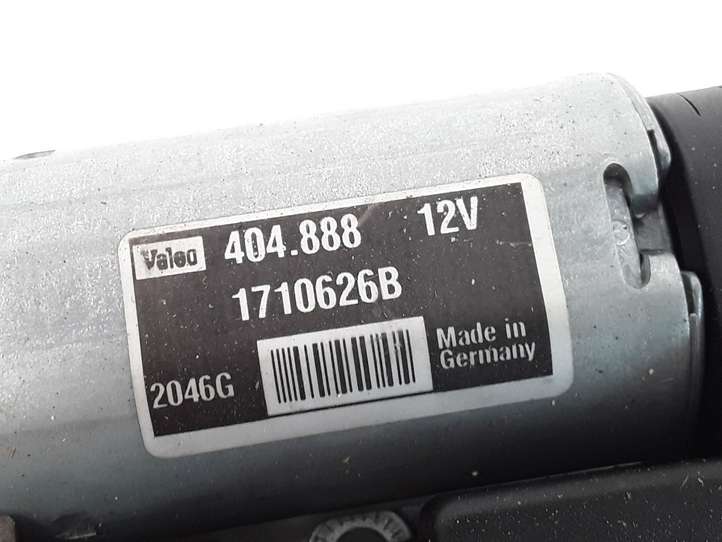 Valeo 404.888 12V
1710626B
2046G
Made in
Germany